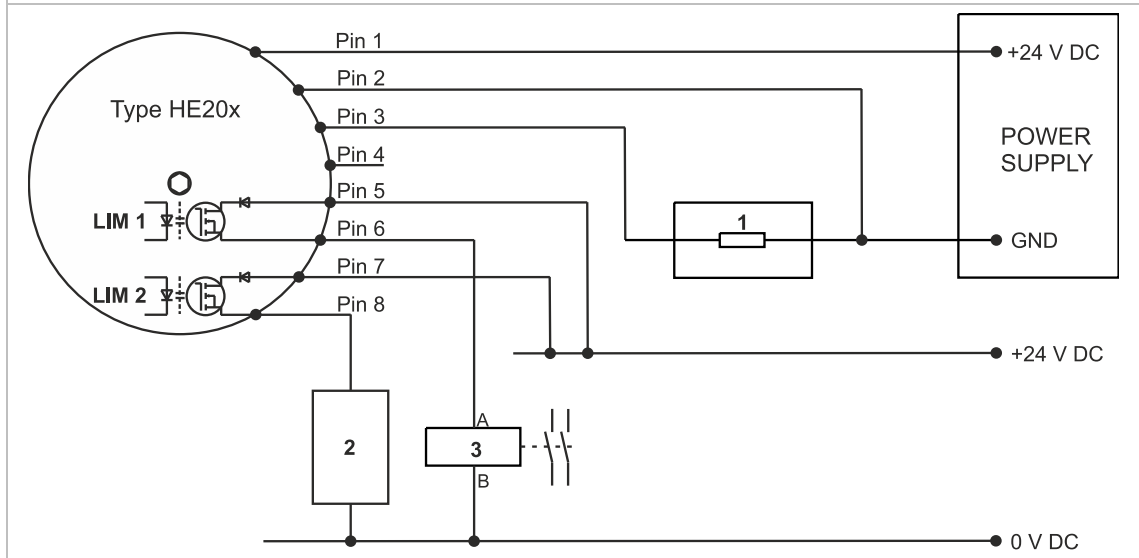 Pin 1
+24 V DC
Pin 2
Type HE20x
Pin 3
POWER
SUPPLY
Pin 4
Pin 5
LIM 1
1
Pin 6
GND
Pin 7
LIM 2
Pin 8
+24 V DC
A
2
3
B
0 V DC